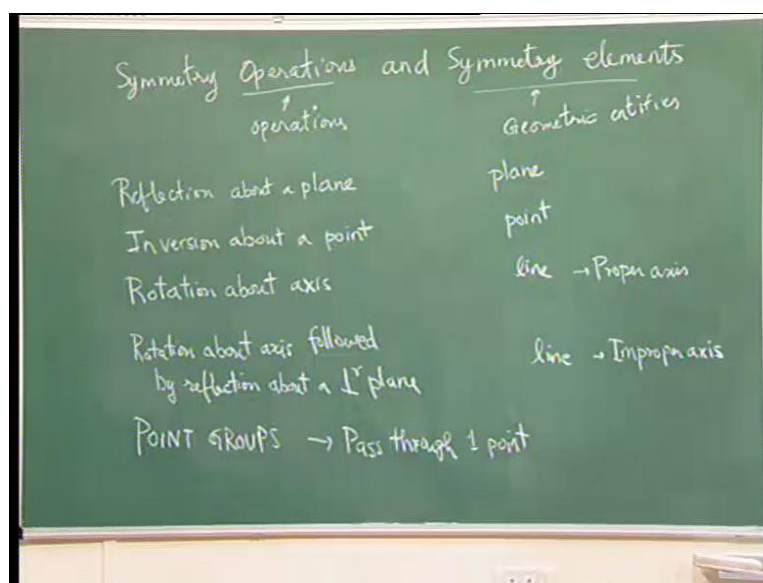 Symmetry Operations and Symmetry elements
↑ ↑
operations Geometric entities
Reflection about a plane plane
Inversion about a point point
Rotation about axis line → Proper axis
Rotation about axis followed line → Improper axis
by reflection about a ⊥r plane
POINT GROUPS → Pass through 1 point